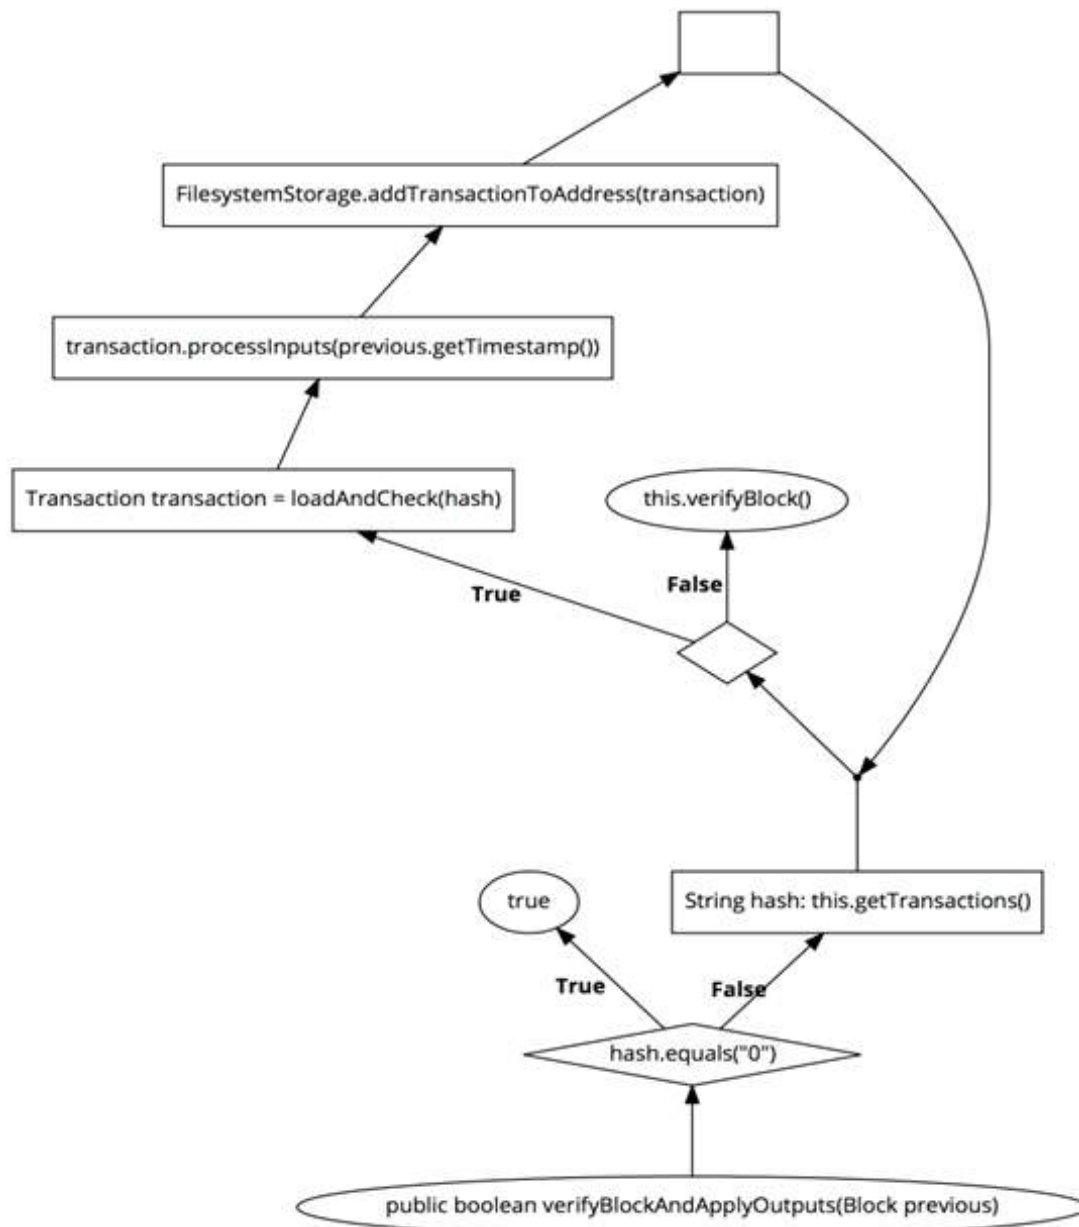 FilesystemStorage.addTransactionToAddress(transaction)
transaction.processInputs(previous.getTimestamp())
Transaction transaction = loadAndCheck(hash)
this.verifyBlock()
True
False
true
String hash: this.getTransactions()
True
False
hash.equals("0")
public boolean verifyBlockAndApplyOutputs(Block previous)